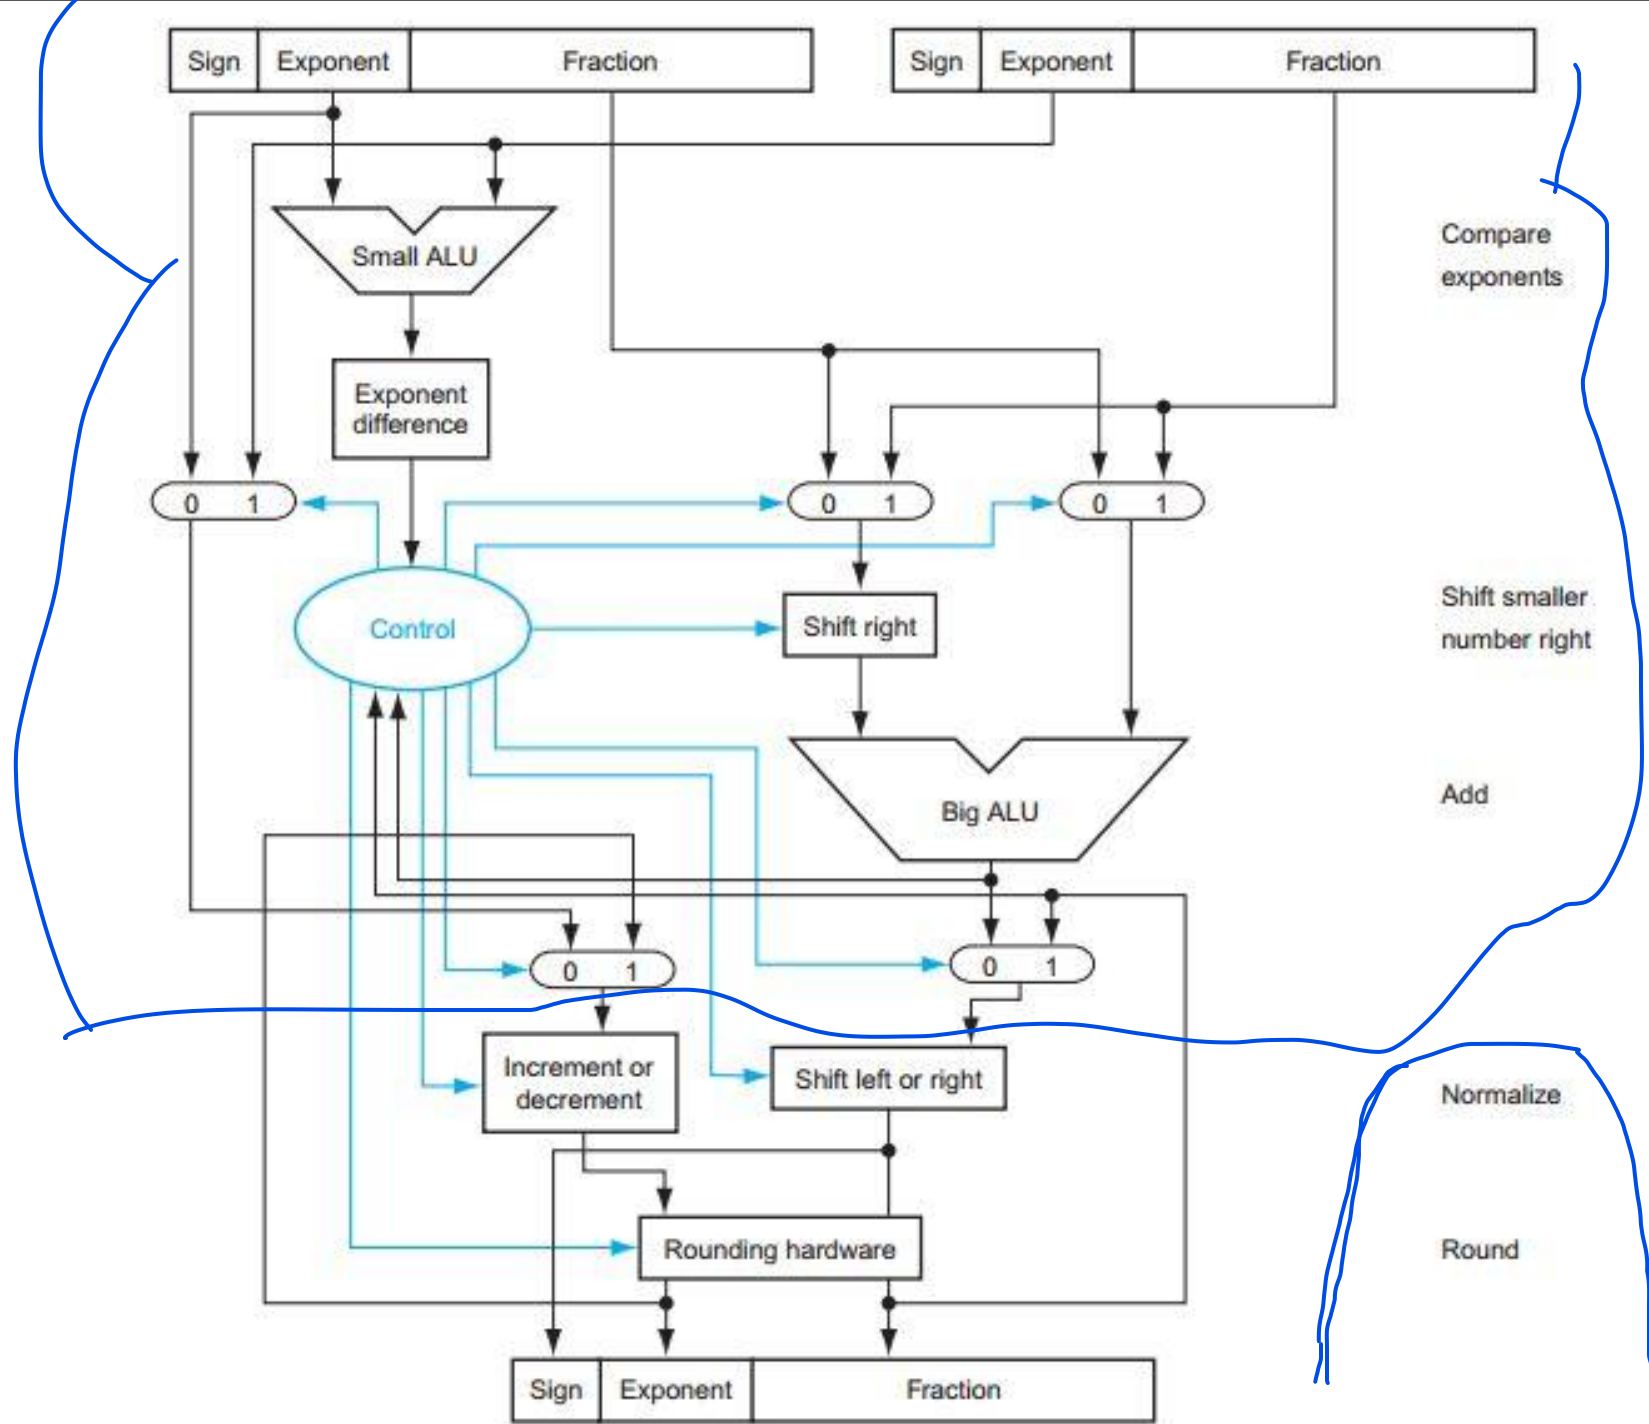 Sign Exponent Fraction Sign Exponent Fraction
Compare
exponents
Small ALU
Exponent
difference
0 1 0 1 0 1
Control
Shift right
Shift smaller
number right
Big ALU
Add
0 1 0 1
Increment or
decrement
Shift left or right
Normalize
Rounding hardware
Round
Sign Exponent Fraction